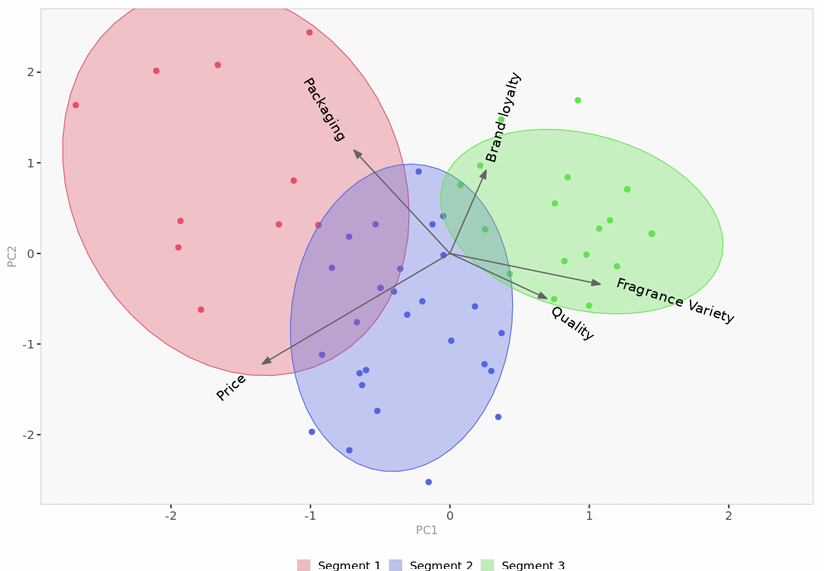 2
1
0
-1
-2
PC2
Packaging
Brand loyalty
Fragrance Variety
Quality
Price
-2
-1
0
1
2
PC1
Segment 1
Segment 2
Segment 3